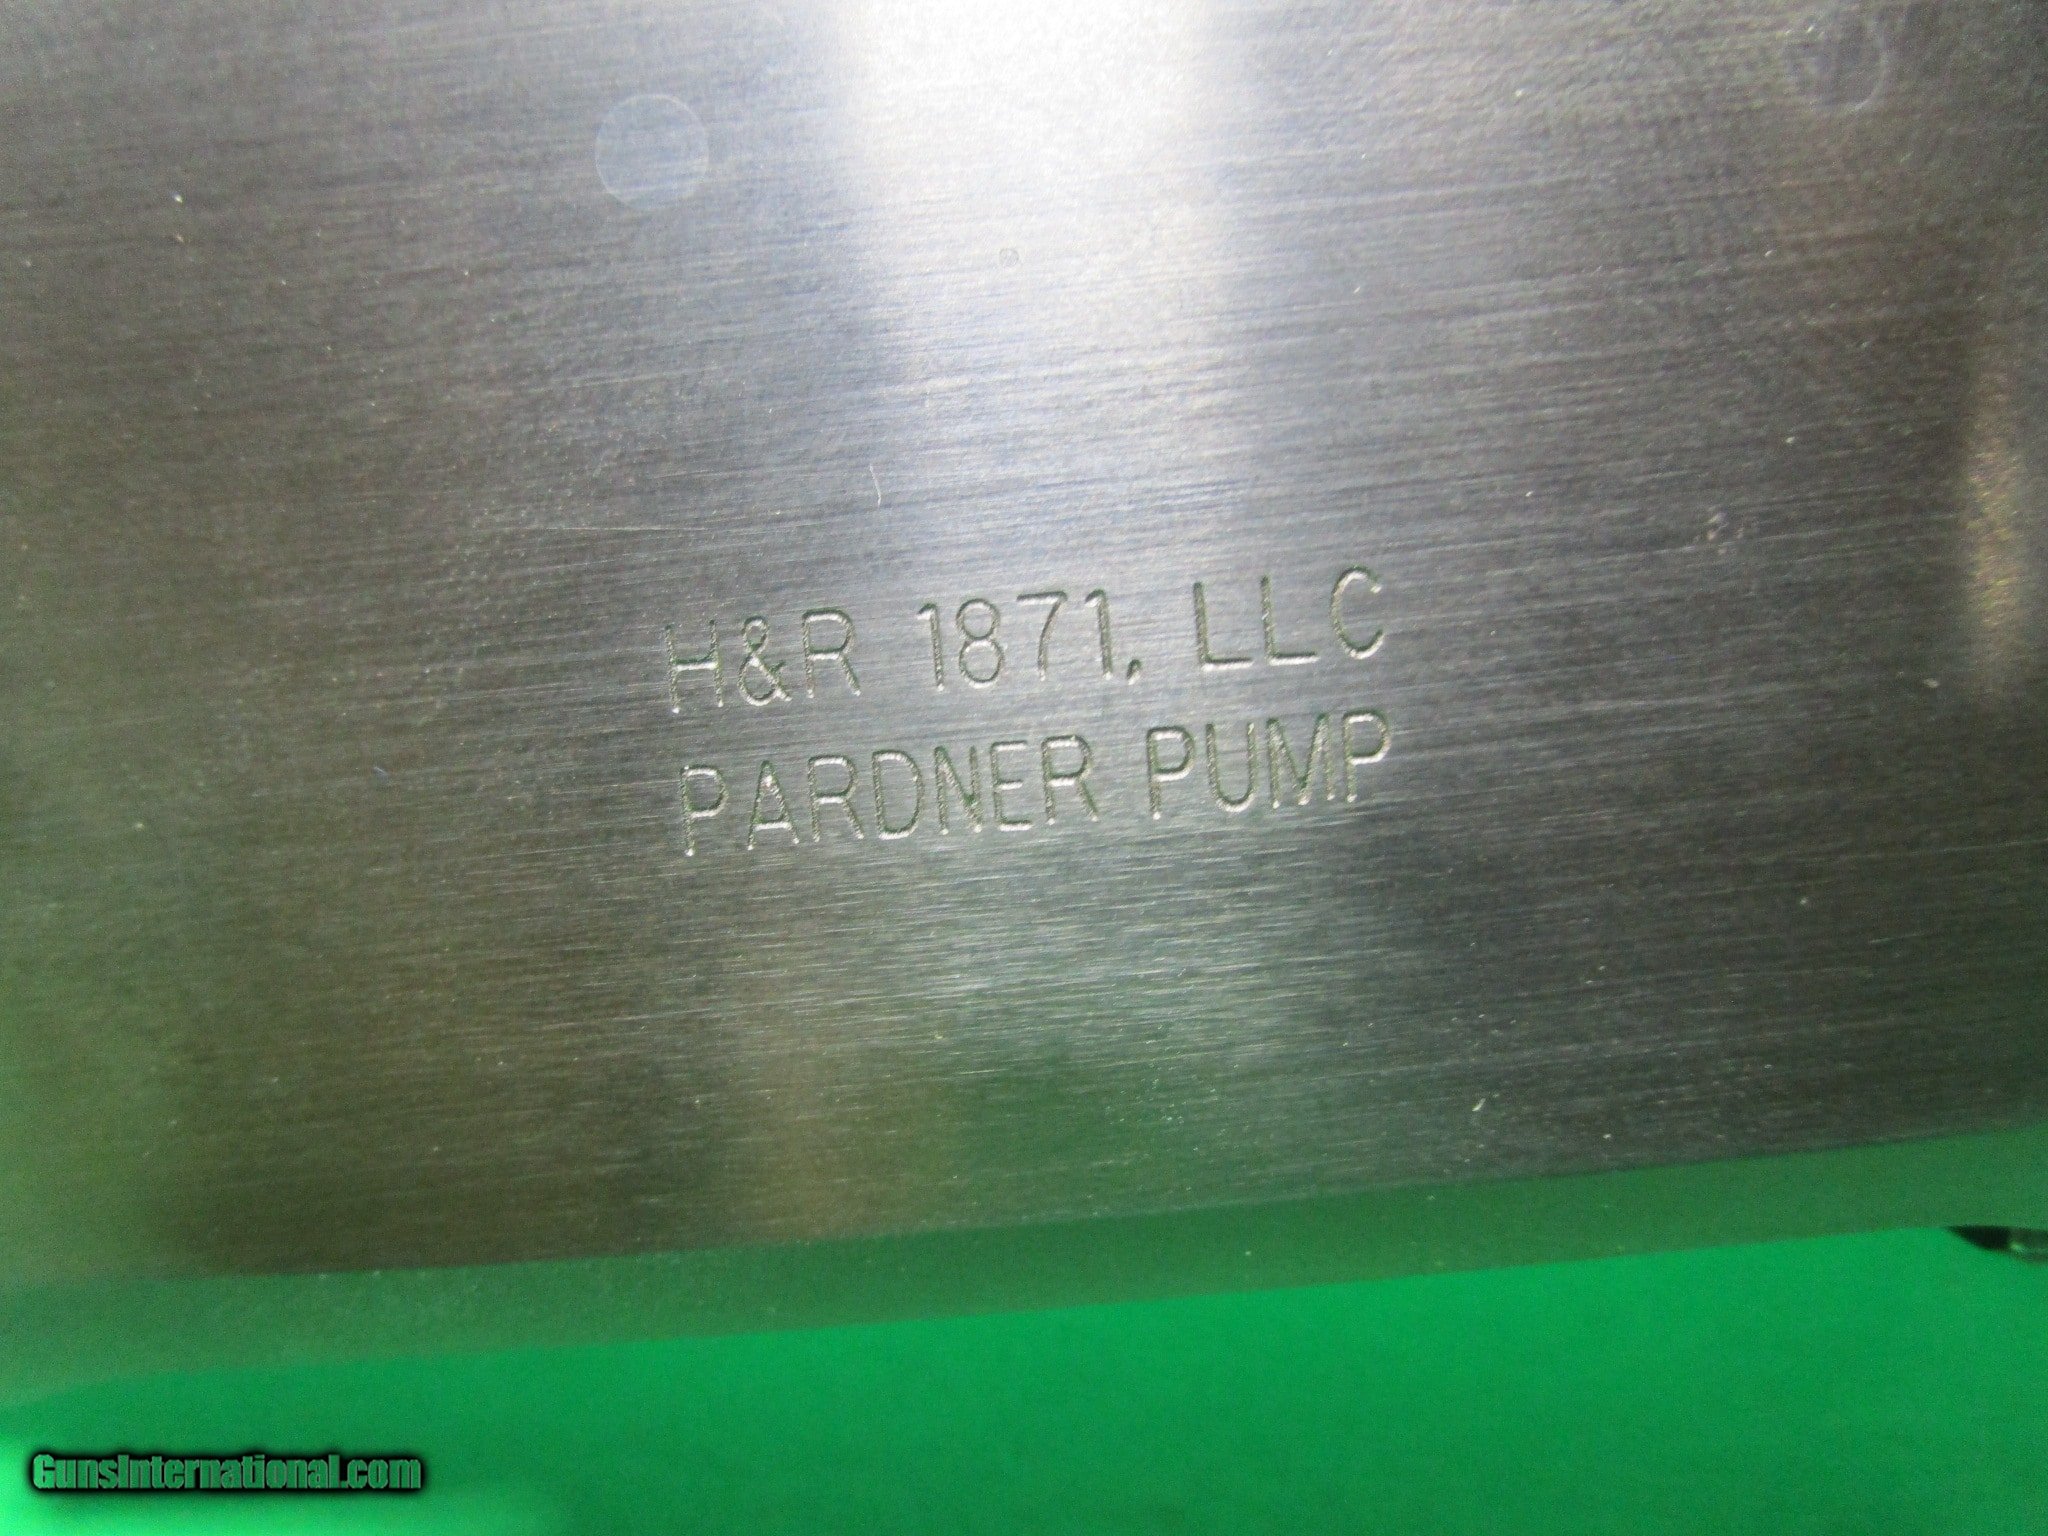 H&R 1871, LLC
PARDNER PUMP
GunsInternational.com